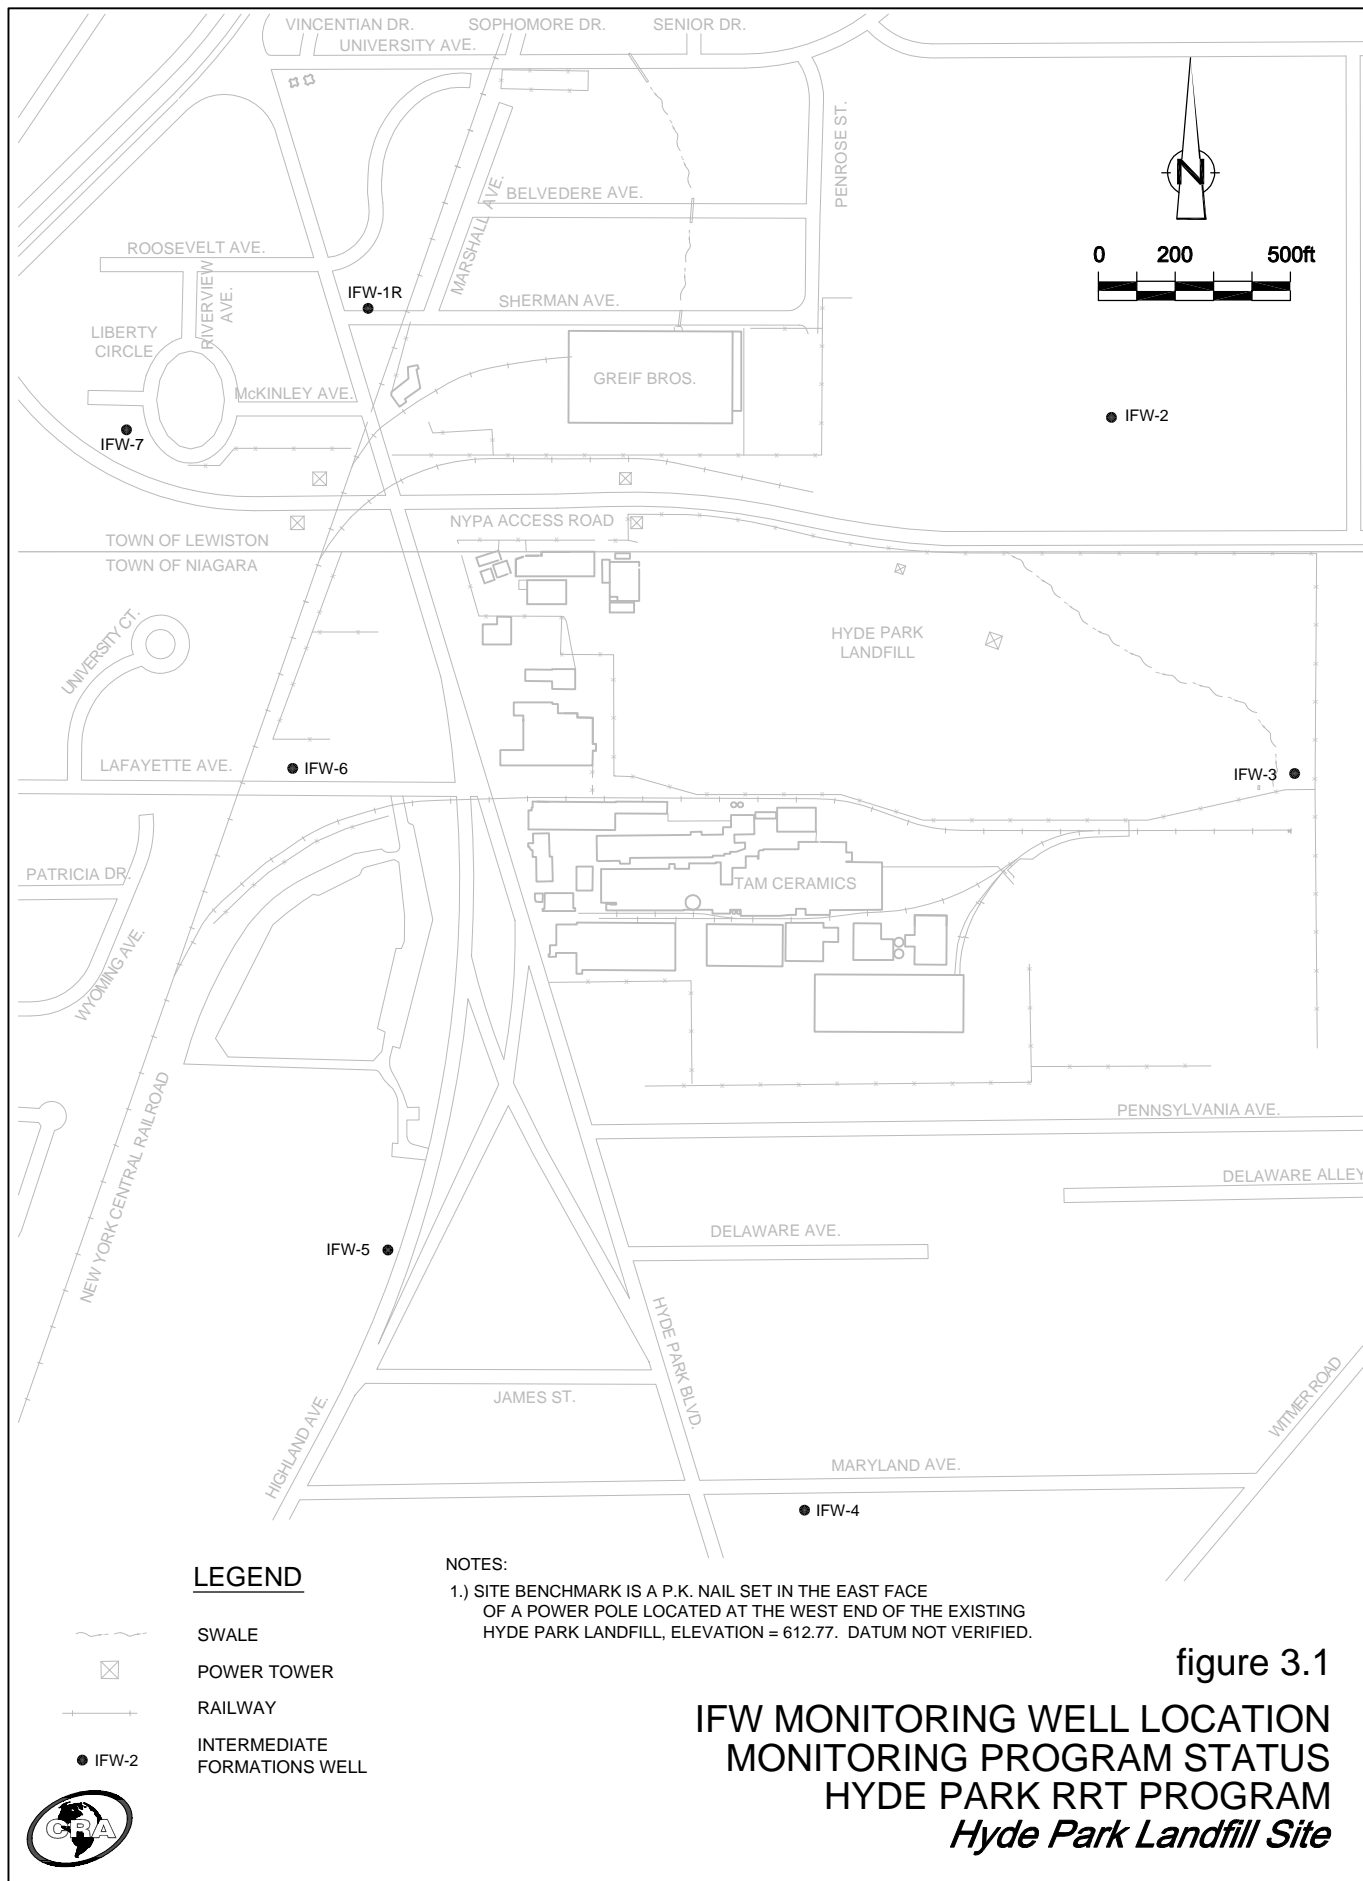 VINCENTIAN DR.
SOPHOMORE DR.
SENIOR DR.
UNIVERSITY AVE.
PENROSE ST.
BELVEDERE AVE.
MARSHALL AVE.
ROOSEVELT AVE.
RIVERVIEW
AVE.
IFW-1R
SHERMAN AVE.
N
0 200 500ft
LIBERTY
CIRCLE
GREIF BROS.
McKINLEY AVE.
IFW-7
IFW-2
NYPA ACCESS ROAD
TOWN OF LEWISTON
TOWN OF NIAGARA
UNIVERSITY CT.
HYDE PARK
LANDFILL
LAFAYETTE AVE.
IFW-6
IFW-3
PATRICIA DR.
TAM CERAMICS
WYOMING AVE.
NEW YORK CENTRAL RAILROAD
PENNSYLVANIA AVE.
DELAWARE ALLEY
DELAWARE AVE.
IFW-5
HYDE PARK BLVD.
JAMES ST.
HIGHLAND AVE.
WITMER ROAD
MARYLAND AVE.
IFW-4
LEGEND
SWALE
POWER TOWER
RAILWAY
IFW-2
INTERMEDIATE
FORMATIONS WELL
NOTES:
1.) SITE BENCHMARK IS A P.K. NAIL SET IN THE EAST FACE
OF A POWER POLE LOCATED AT THE WEST END OF THE EXISTING
HYDE PARK LANDFILL, ELEVATION = 612.77. DATUM NOT VERIFIED.
figure 3.1
IFW MONITORING WELL LOCATION
MONITORING PROGRAM STATUS
HYDE PARK RRT PROGRAM
Hyde Park Landfill Site
CRA